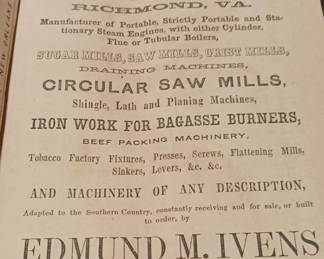 RICHMOND, VA.
Manufacturer of Portable, Strictly Portable and Sta-
tionary Steam Engines, with either Cylinder,
Flue or Tubular Boilers,
SUGAR MILLS, SAW MILLS, GRIST MILLS,
DRAINING MACHINES,
CIRCULAR SAW MILLS,
Shingle, Lath and Planing Machines,
IRON WORK FOR BAGASSE BURNERS,
BEEF PACKING MACHINERY,
Tobacco Factory Fixtures, Presses, Screws, Flattening Mills,
Sinkers, Levers, &c. &c.
AND MACHINERY OF ANY DESCRIPTION,
Adapted to the Southern Country, constantly receiving and for sale, or built
to order, by
EDMUND M. IVENS